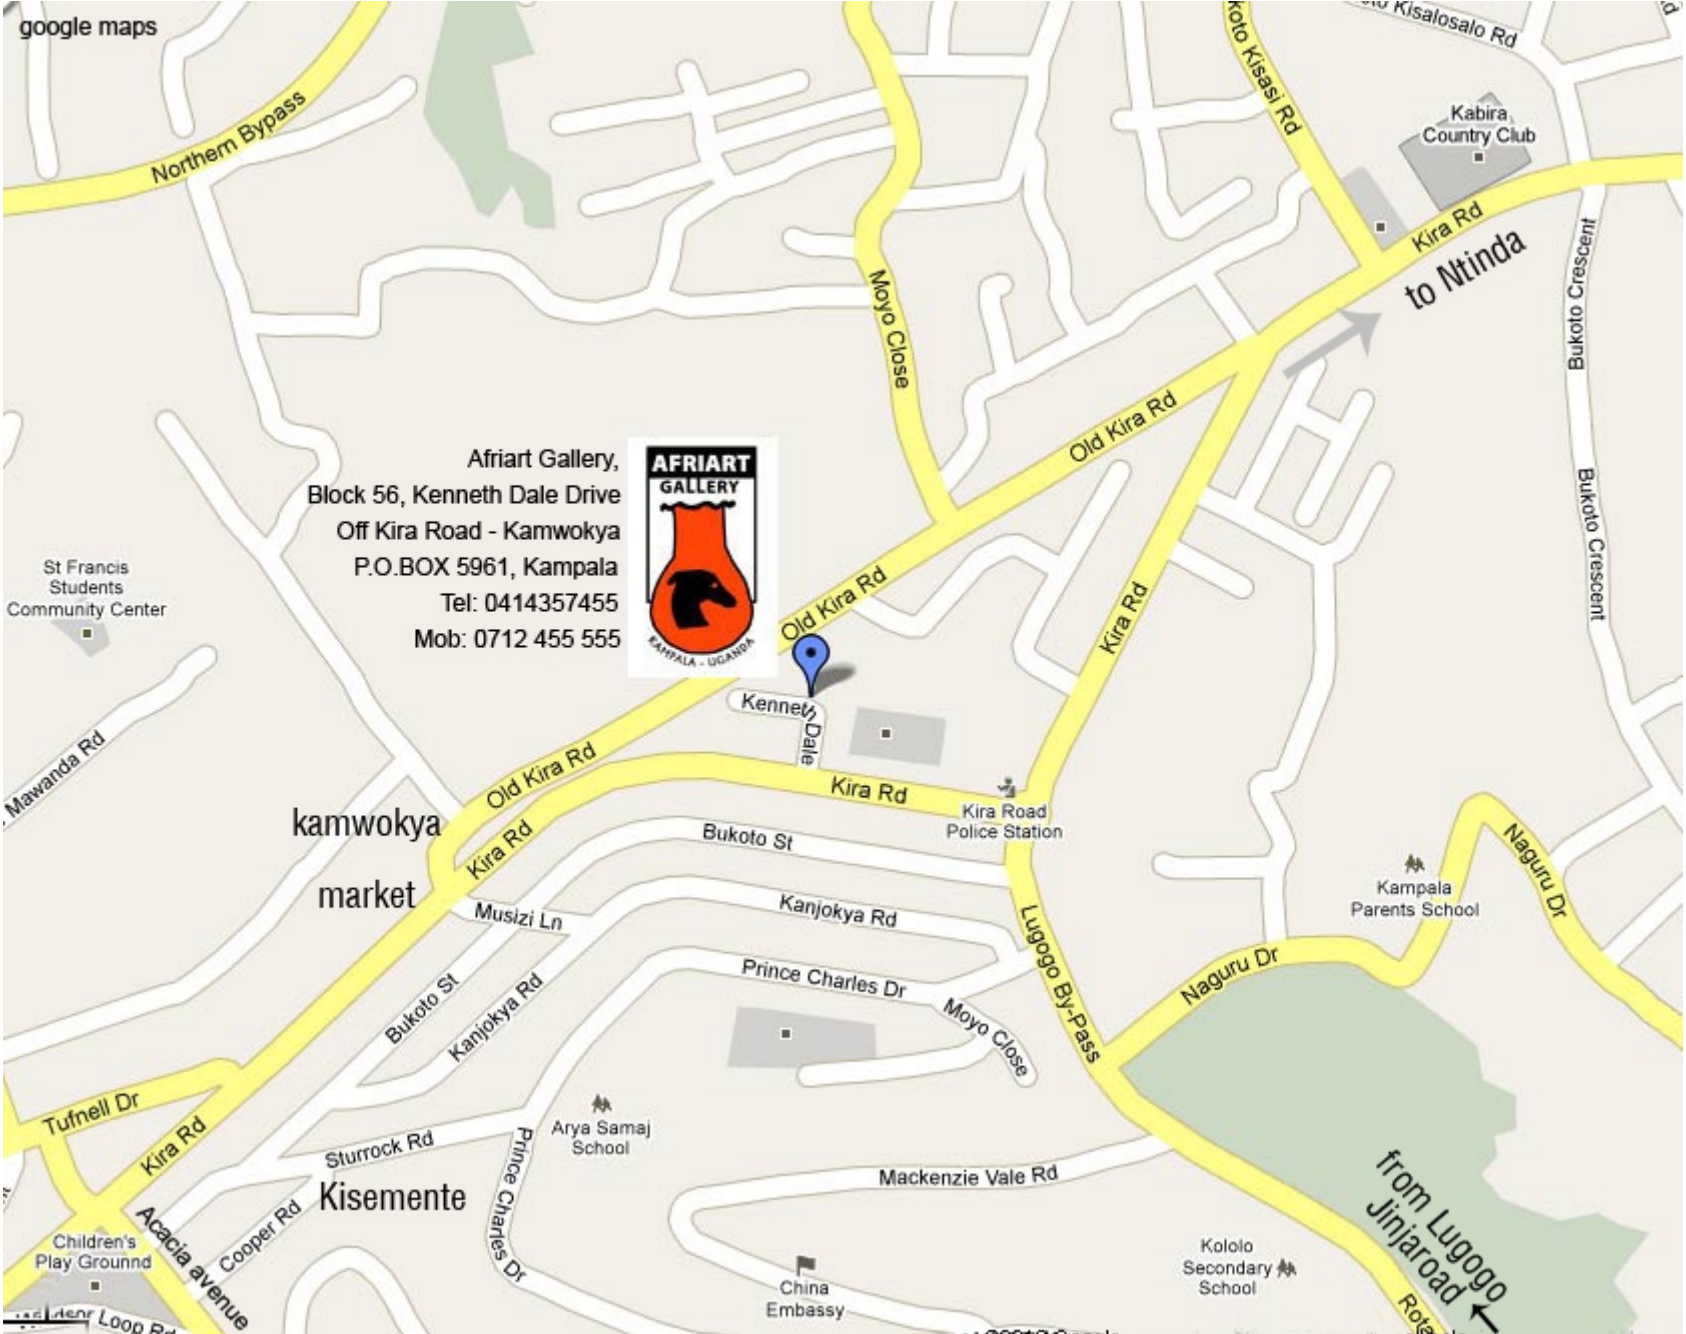 google maps
Kisalosalo Rd
Kisasi Rd
Kabira
Country Club
Northern Bypass
Kira Rd
to Ntinda
Bukoto Crescent
Moyo Close
Old Kira Rd
Afriart Gallery,
Block 56, Kenneth Dale Drive
Off Kira Road - Kamwokya
P.O.BOX 5961, Kampala
Tel: 0414357455
Mob: 0712 455 555
AFRIART
GALLERY
KAMPALA - UGANDA
Bukoto Crescent
St Francis
Students
Community Center
Old Kira Rd
Kira Rd
Kenneth Dale
Mawanda Rd
Old Kira Rd
Kira Rd
Kira Road
Police Station
kamwokya
market
Kira Rd
Bukoto St
Naguru Dr
Kampala
Parents School
Musizi Ln
Kanjokya Rd
Lugogo By-Pass
Naguru Dr
Prince Charles Dr
Bukoto St
Kanjokya Rd
Moyo Close
Tufnell Dr
Kira Rd
Arya Samaj
School
Sturrock Rd
Prince Charles Dr
Mackenzie Vale Rd
Kisemente
from Lugogo
Jinjaroad
Acacia avenue
Cooper Rd
Children's
Play Grounnd
Kololo
Secondary
School
China
Embassy
Loop Rd